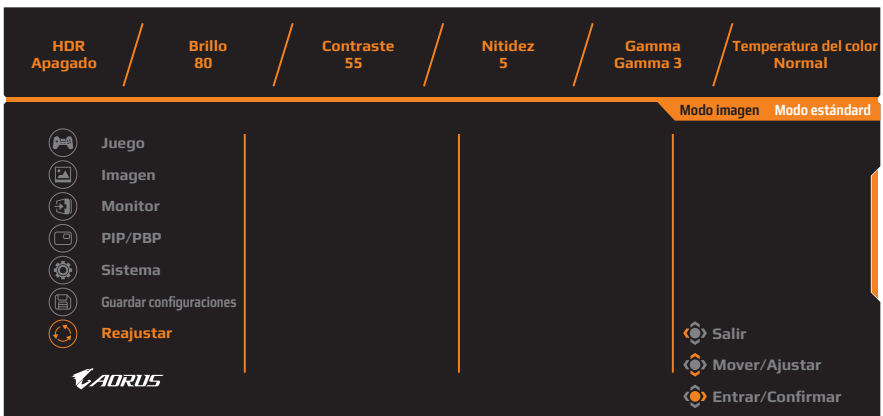 HDR
Apagado
Brillo
80
Contraste
55
Nitidez
5
Gamma
Gamma 3
Temperatura del color
Normal
Modo imagen Modo estándard
Juego
Imagen
Monitor
PIP/PBP
Sistema
Guardar configuraciones
Reajustar
AORUS
Salir
Mover/Ajustar
Entrar/Confirmar